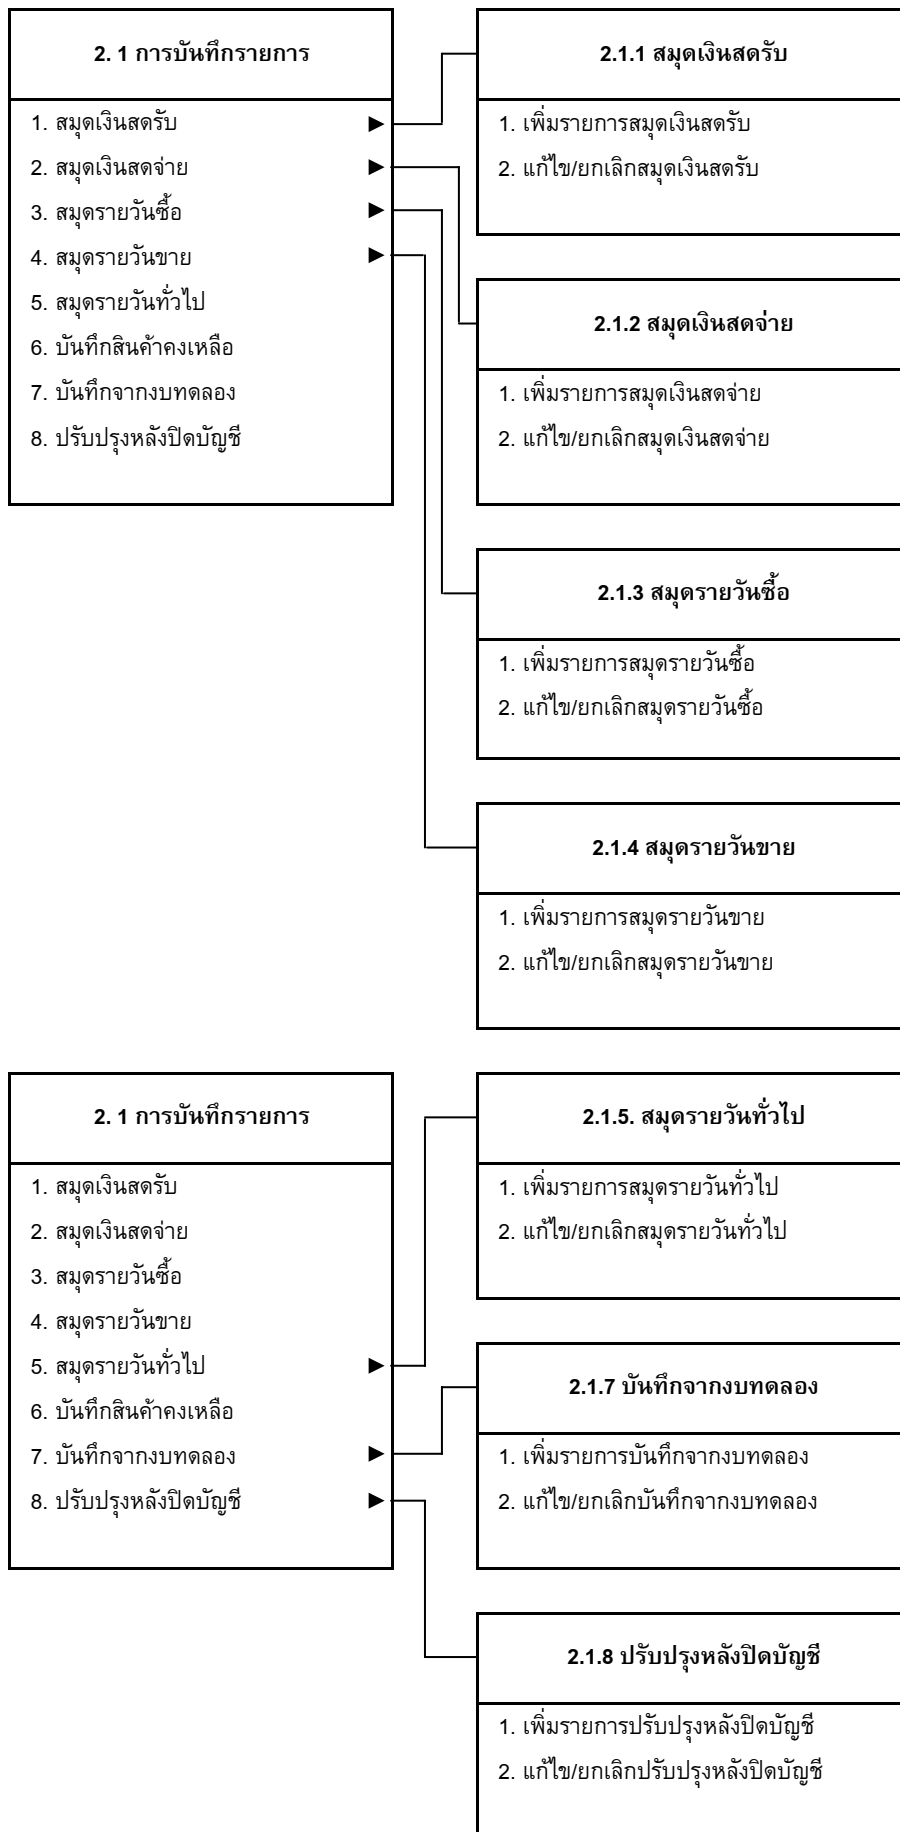 2. 1 การบันทึกรายการ
1. สมุดเงินสดรับ
2. สมุดเงินสดจ่าย
3. สมุดรายวันซื้อ
4. สมุดรายวันขาย
5. สมุดรายวันทั่วไป
6. บันทึกสินค้าคงเหลือ
7. บันทึกจากงบทดลอง
8. ปรับปรุงหลังปิดบัญชี
2.1.1 สมุดเงินสดรับ
1. เพิ่มรายการสมุดเงินสดรับ
2. แก้ไข/ยกเลิกสมุดเงินสดรับ
2.1.2 สมุดเงินสดจ่าย
1. เพิ่มรายการสมุดเงินสดจ่าย
2. แก้ไข/ยกเลิกสมุดเงินสดจ่าย
2.1.3 สมุดรายวันซื้อ
1. เพิ่มรายการสมุดรายวันซื้อ
2. แก้ไข/ยกเลิกสมุดรายวันซื้อ
2.1.4 สมุดรายวันขาย
1. เพิ่มรายการสมุดรายวันขาย
2. แก้ไข/ยกเลิกสมุดรายวันขาย
2. 1 การบันทึกรายการ
1. สมุดเงินสดรับ
2. สมุดเงินสดจ่าย
3. สมุดรายวันซื้อ
4. สมุดรายวันขาย
5. สมุดรายวันทั่วไป
6. บันทึกสินค้าคงเหลือ
7. บันทึกจากงบทดลอง
8. ปรับปรุงหลังปิดบัญชี
2.1.5. สมุดรายวันทั่วไป
1. เพิ่มรายการสมุดรายวันทั่วไป
2. แก้ไข/ยกเลิกสมุดรายวันทั่วไป
2.1.7 บันทึกจากงบทดลอง
1. เพิ่มรายการบันทึกจากงบทดลอง
2. แก้ไข/ยกเลิกบันทึกจากงบทดลอง
2.1.8 ปรับปรุงหลังปิดบัญชี
1. เพิ่มรายการปรับปรุงหลังปิดบัญชี
2. แก้ไข/ยกเลิกปรับปรุงหลังปิดบัญชี